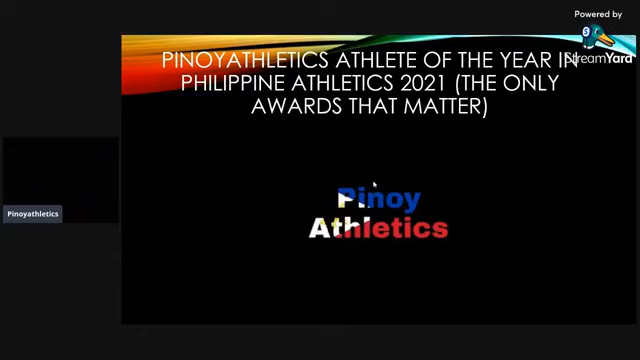 Powered by
StreamYard
PINOYATHLETICS ATHLETE OF THE YEAR IN
PHILIPPINE ATHLETICS 2021 (THE ONLY
AWARDS THAT MATTER)
Pinoy
Athletics
Pinoyathletics